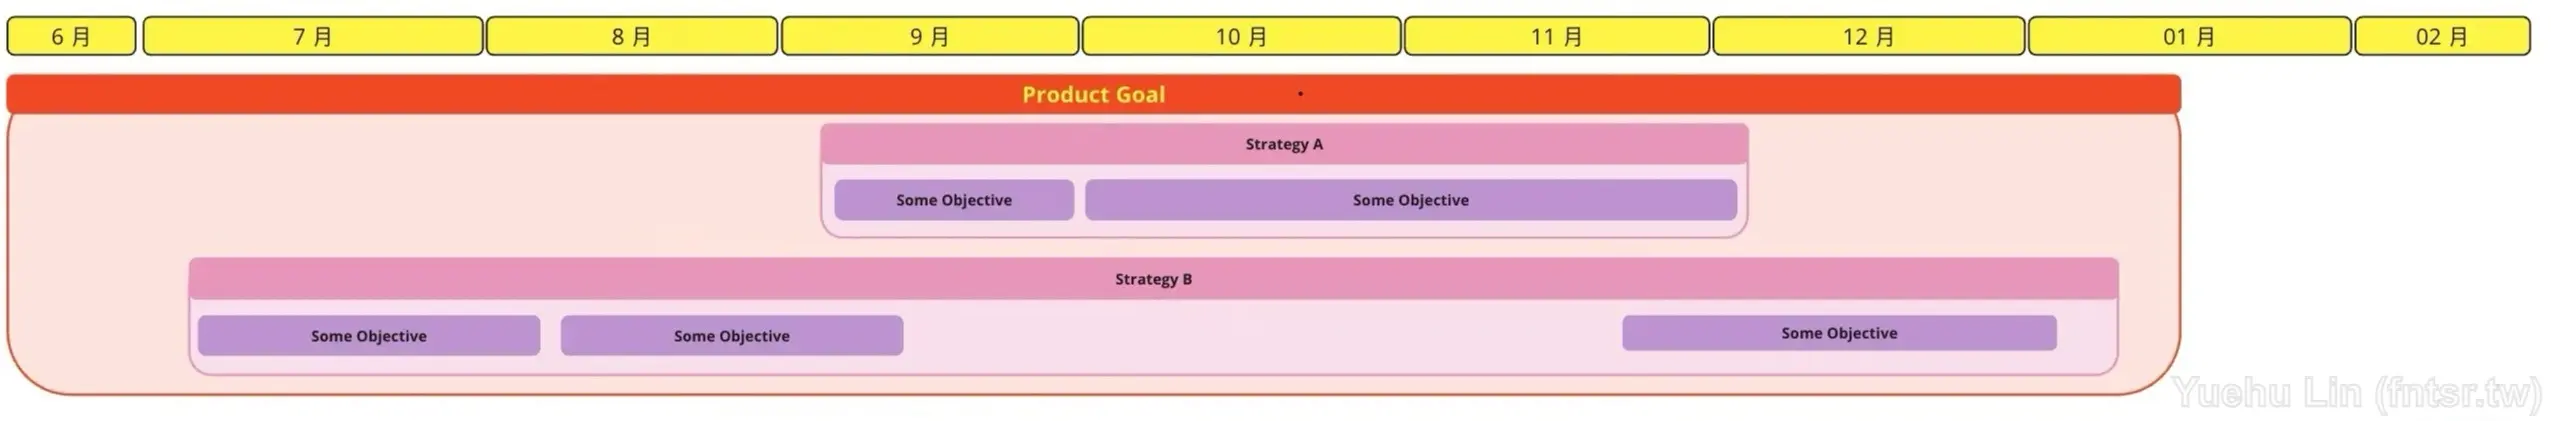 6 月
7 月
8 月
9 月
10 月
11 月
12 月
01 月
02 月
Product Goal
Strategy A
Some Objective
Some Objective
Strategy B
Some Objective
Some Objective
Some Objective
Yuehu Lin (fntsr.tw)